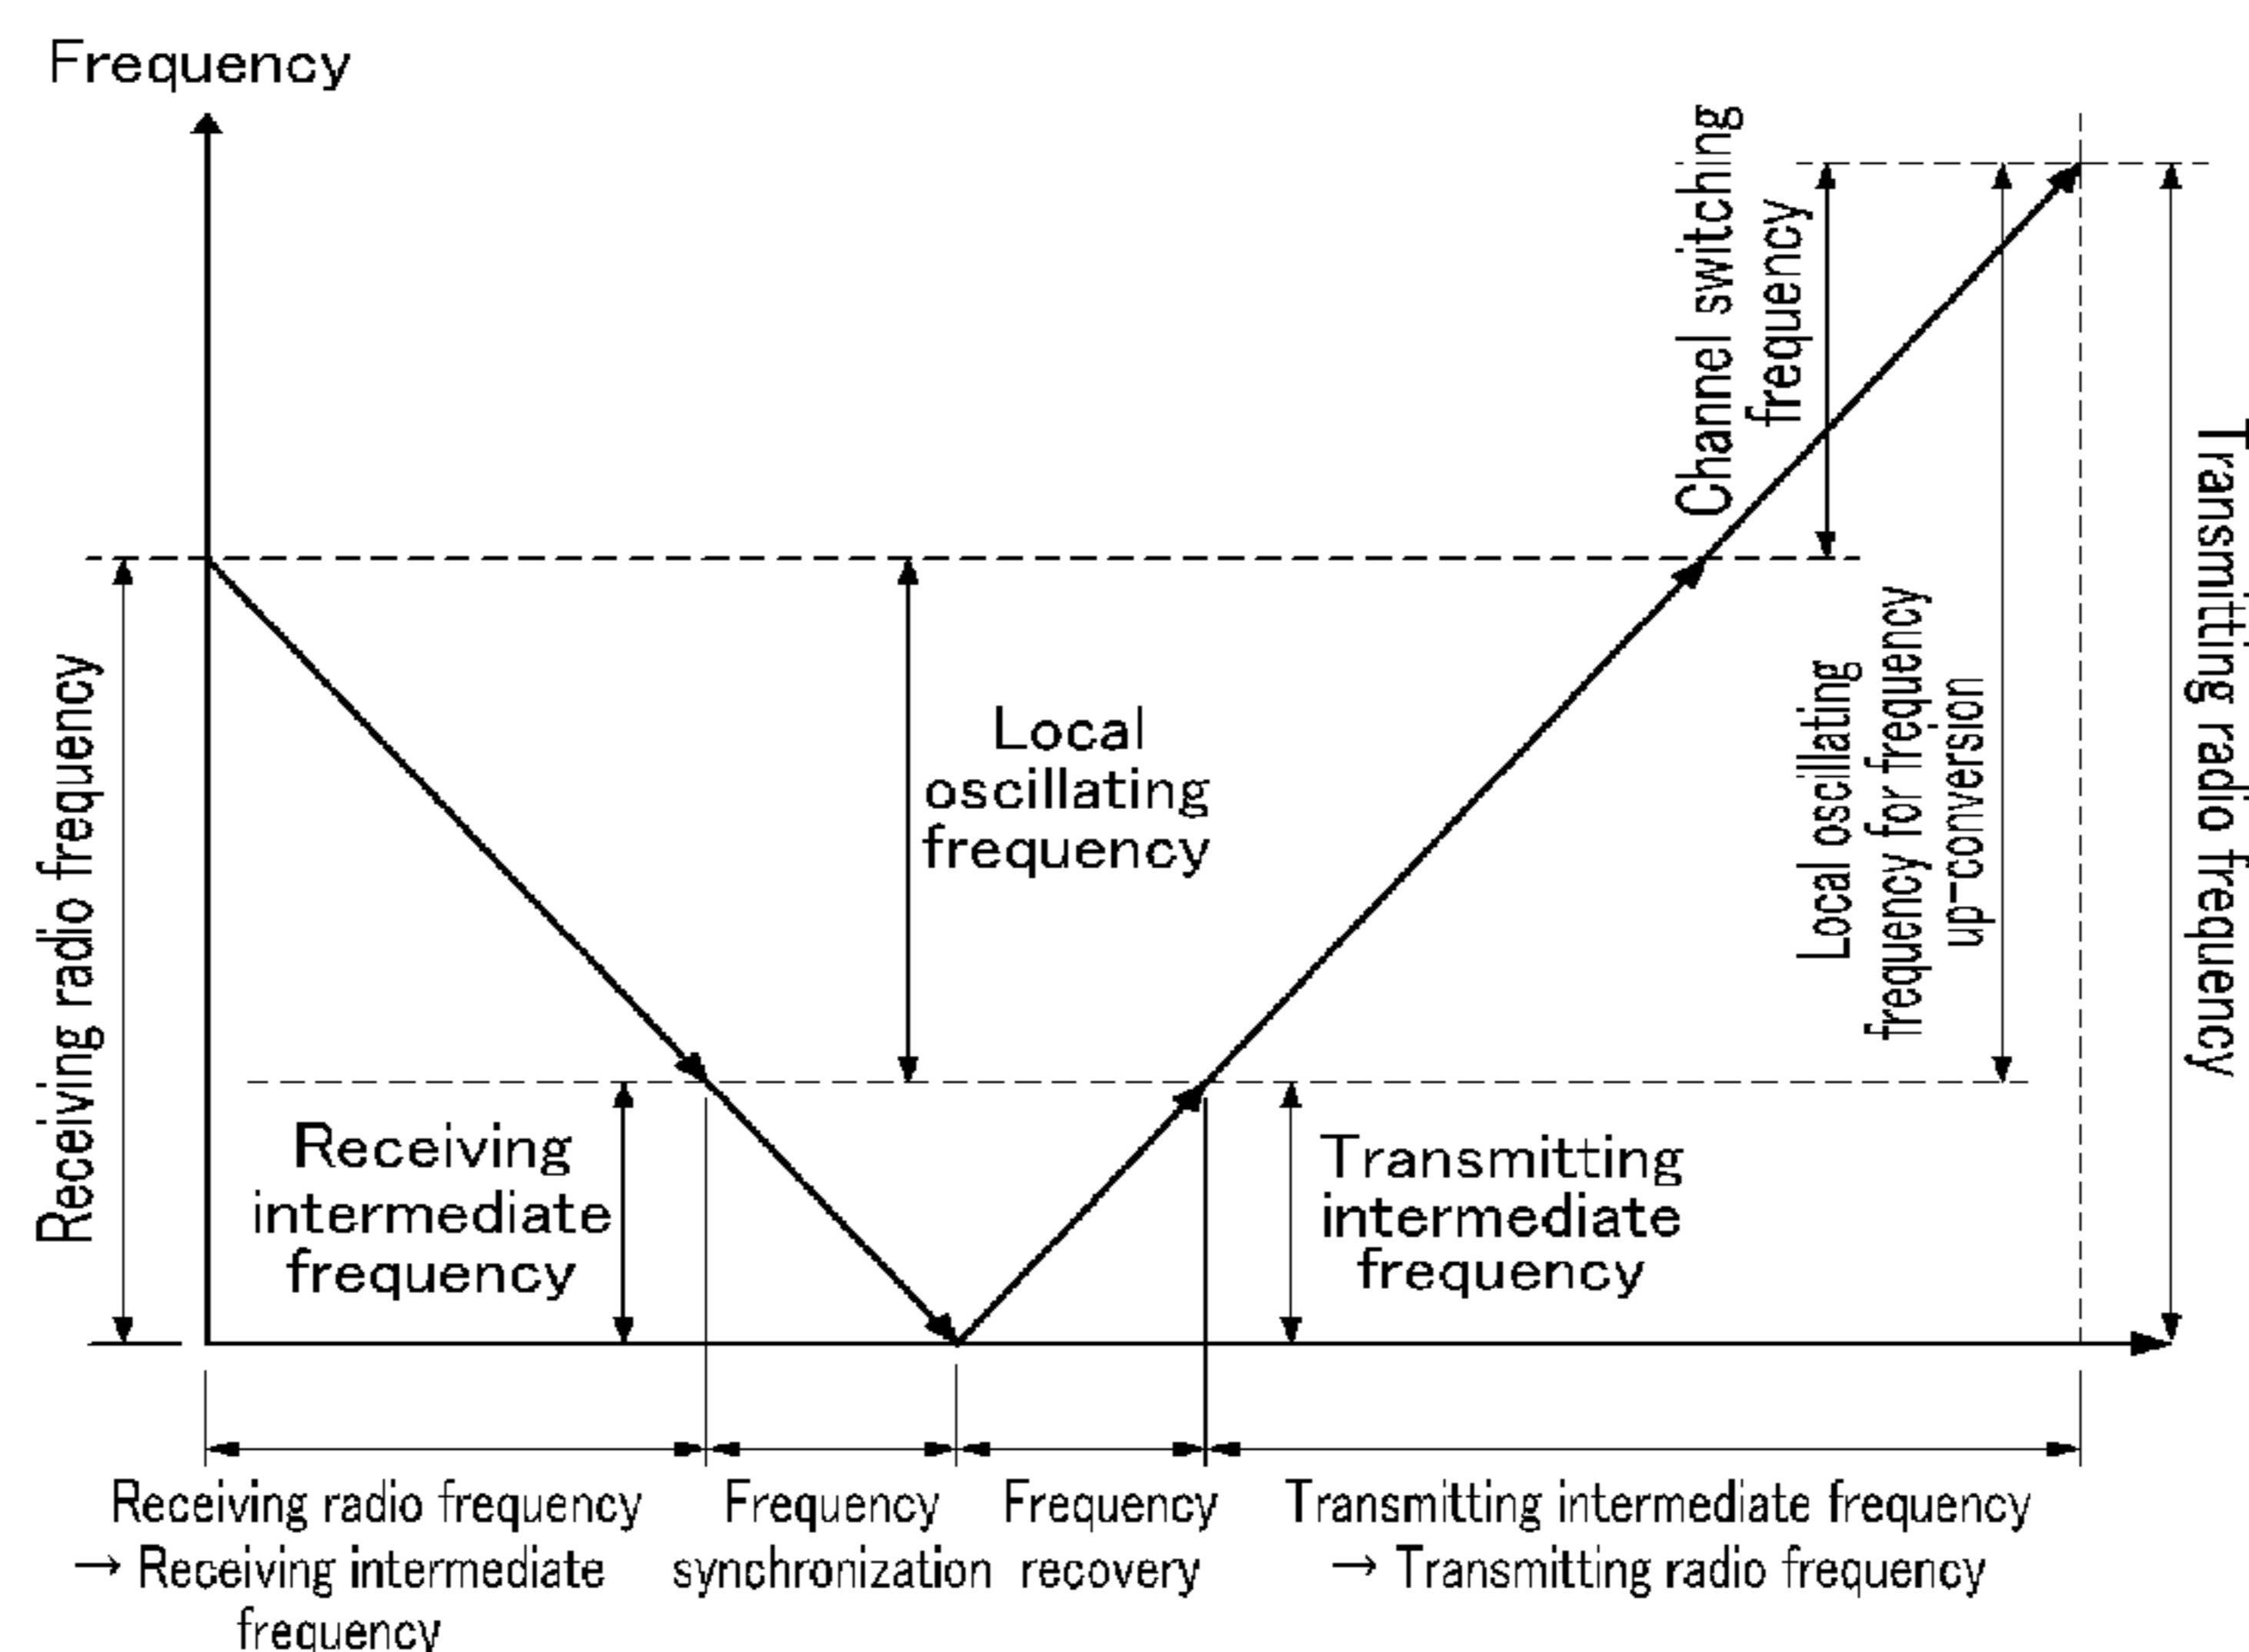 Frequency
Channel switching
frequency
Receiving radio frequency
Local
oscillating
frequency
Local oscillating
frequency for frequency
up-conversion
Transmitting radio frequency
Receiving
intermediate
frequency
Transmitting
intermediate
frequency
Receiving radio frequency
→ Receiving intermediate
frequency
Frequency
synchronization
Frequency
recovery
Transmitting intermediate frequency
→ Transmitting radio frequency